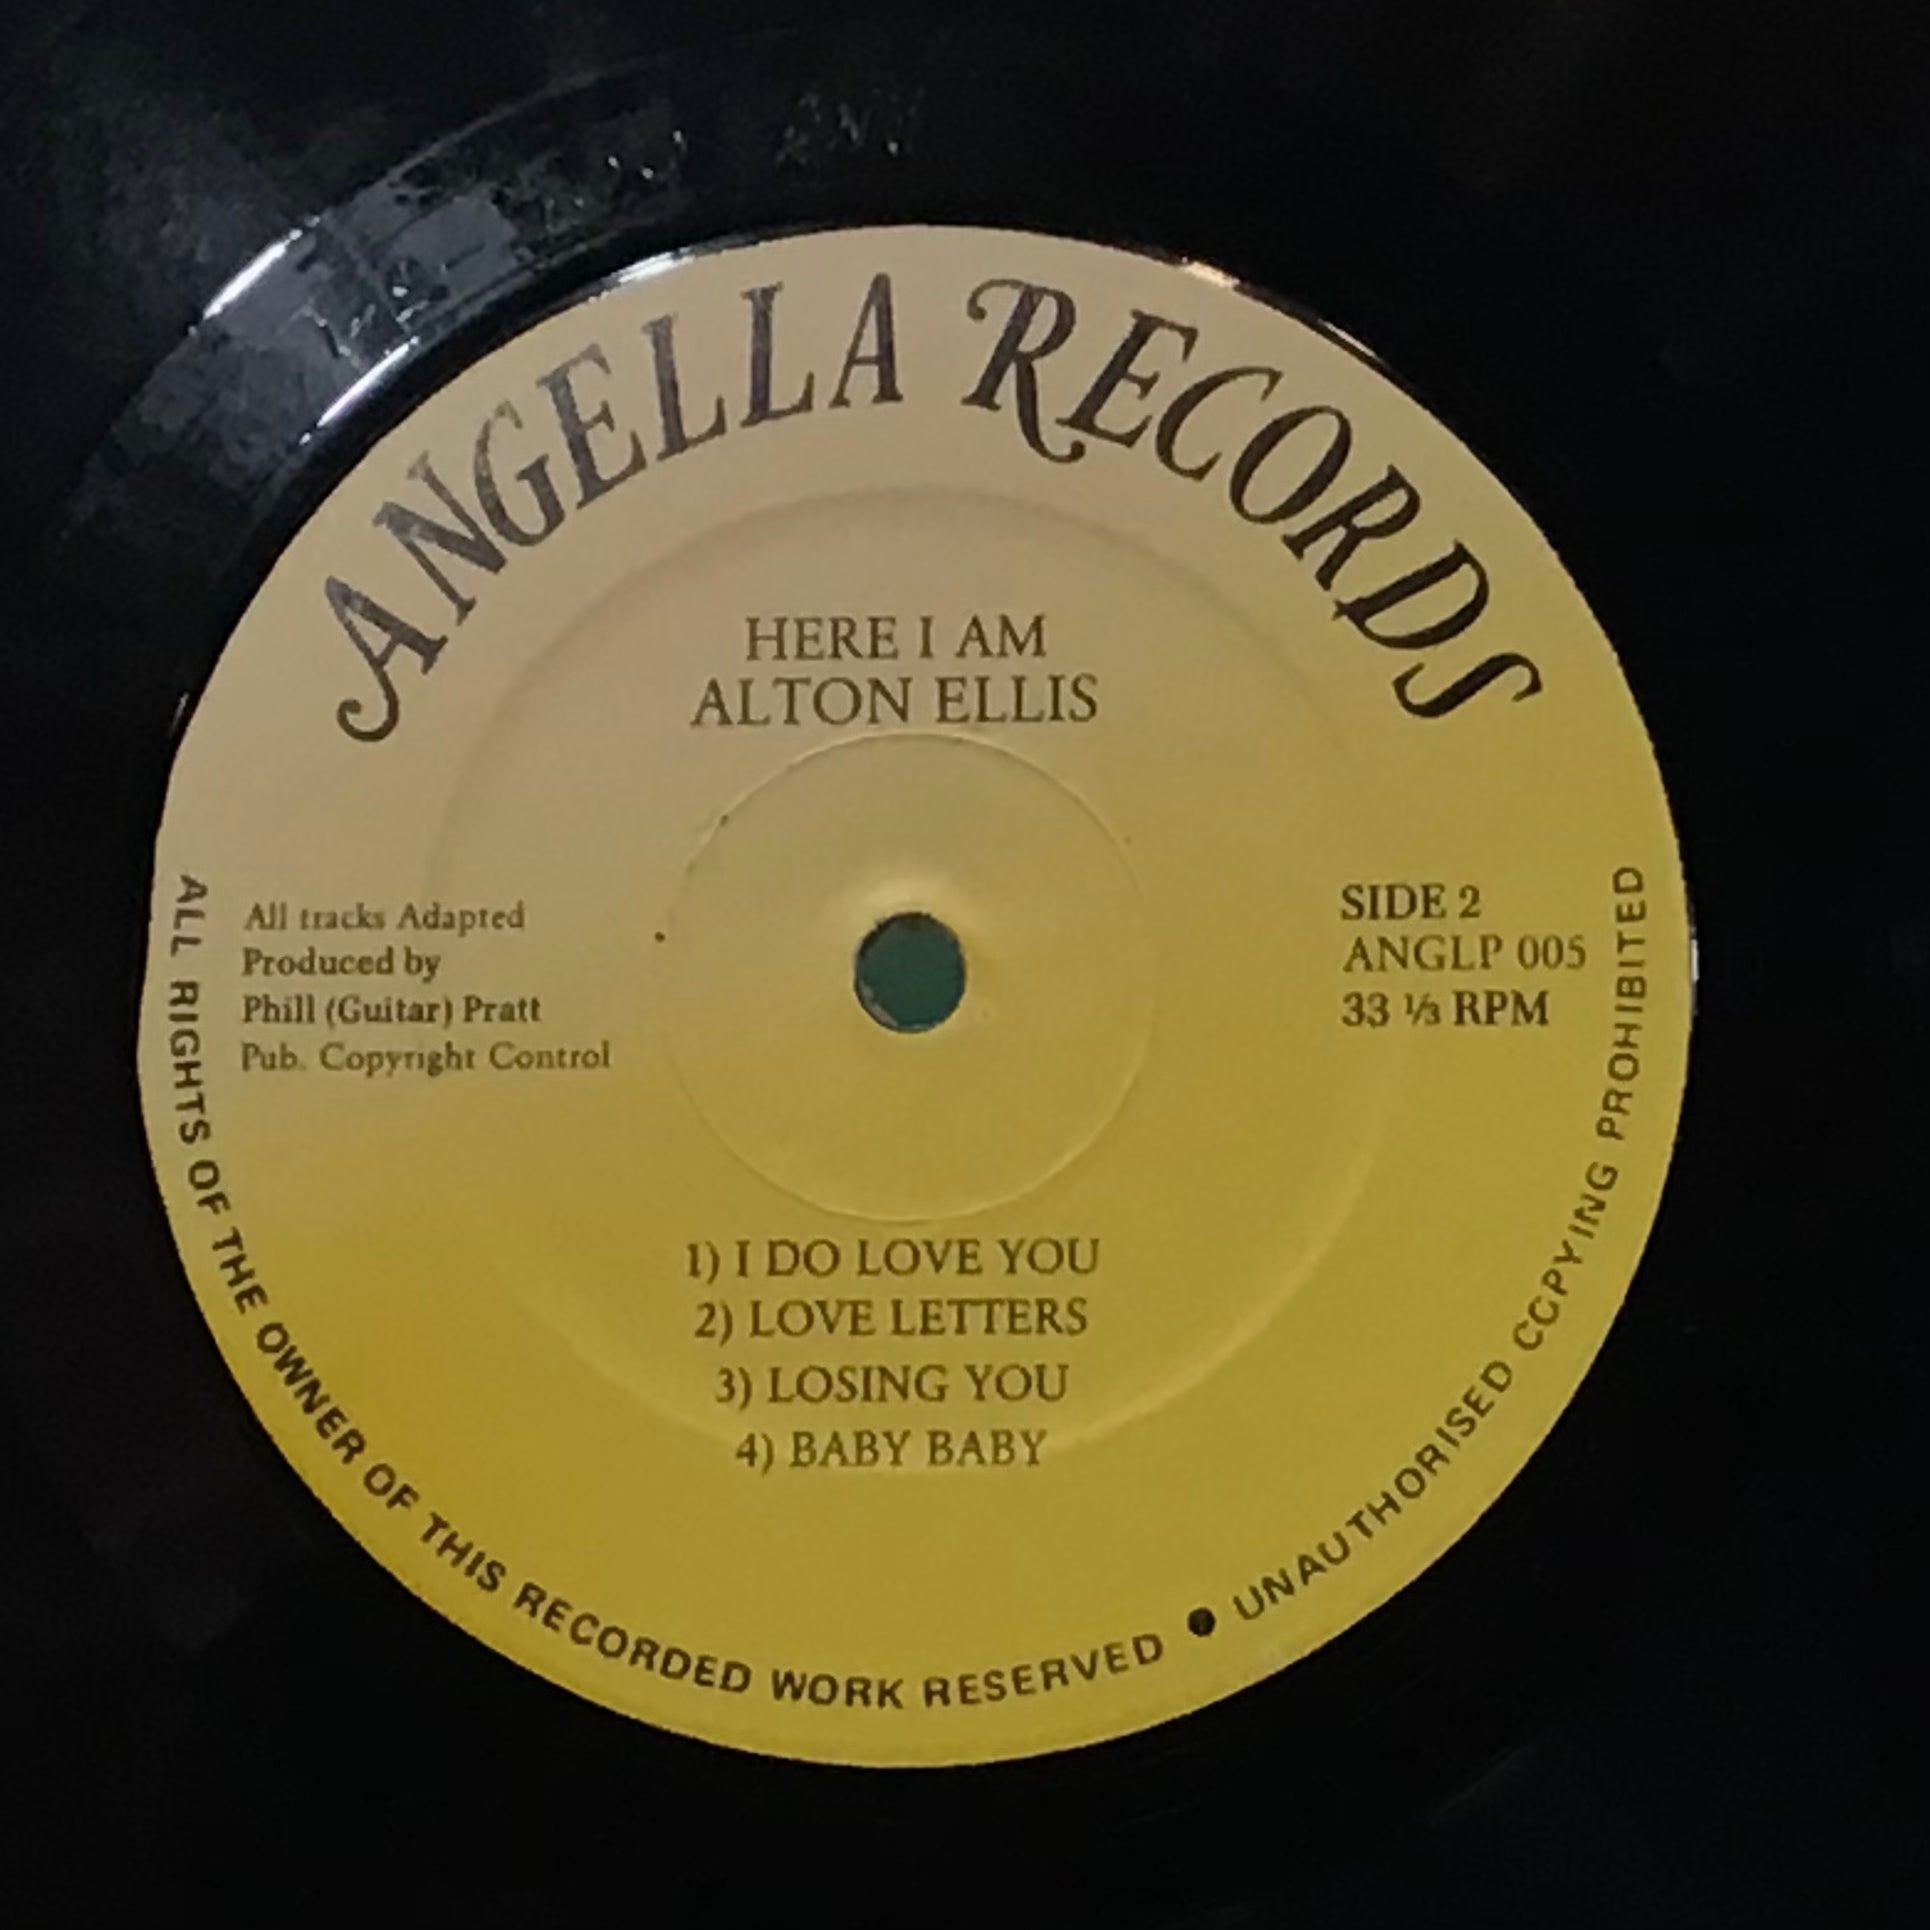 ANGELLA RECORDS
HERE I AM
ALTON ELLIS
All tracks Adapted
Produced by
Phill (Guitar) Pratt
Pub. Copyright Control
SIDE 2
ANGLP 005
33 ⅓ RPM
1) I DO LOVE YOU
2) LOVE LETTERS
3) LOSING YOU
4) BABY BABY
ALL RIGHTS OF THE OWNER OF THIS RECORDED WORK RESERVED ● UNAUTHORISED COPYING PROHIBITED